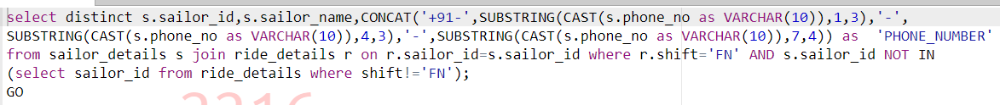 select distinct s.sailor_id,s.sailor_name,CONCAT('+91-',SUBSTRING(CAST(s.phone_no as VARCHAR(10)),1,3),'-',
SUBSTRING(CAST(s.phone_no as VARCHAR(10)),4,3),'-',SUBSTRING(CAST(s.phone_no as VARCHAR(10)),7,4)) as  'PHONE_NUMBER'
from sailor_details s join ride_details r on r.sailor_id=s.sailor_id where r.shift='FN' AND s.sailor_id NOT IN
(select sailor_id from ride_details where shift!='FN');
GO